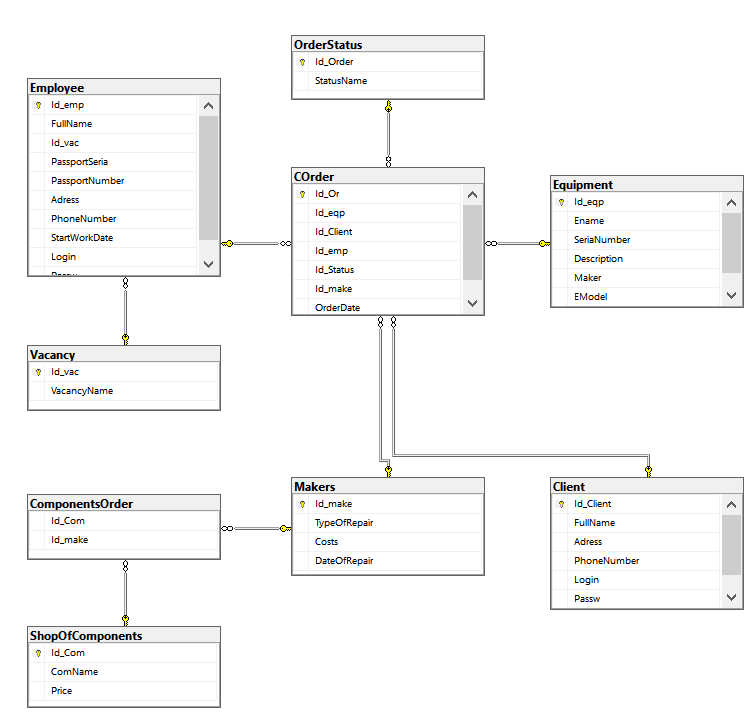 OrderStatus
Id_Order
StatusName
Employee
Id_emp
FullName
Id_vac
PassportSeria
PassportNumber
Adress
PhoneNumber
StartWorkDate
Login
Passw
COrder
Id_Or
Id_eqp
Id_Client
Id_emp
Id_Status
Id_make
OrderDate
Equipment
Id_eqp
Ename
SeriaNumber
Description
Maker
EModel
Vacancy
Id_vac
VacancyName
ComponentsOrder
Id_Com
Id_make
Makers
Id_make
TypeOfRepair
Costs
DateOfRepair
Client
Id_Client
FullName
Adress
PhoneNumber
Login
Passw
ShopOfComponents
Id_Com
ComName
Price